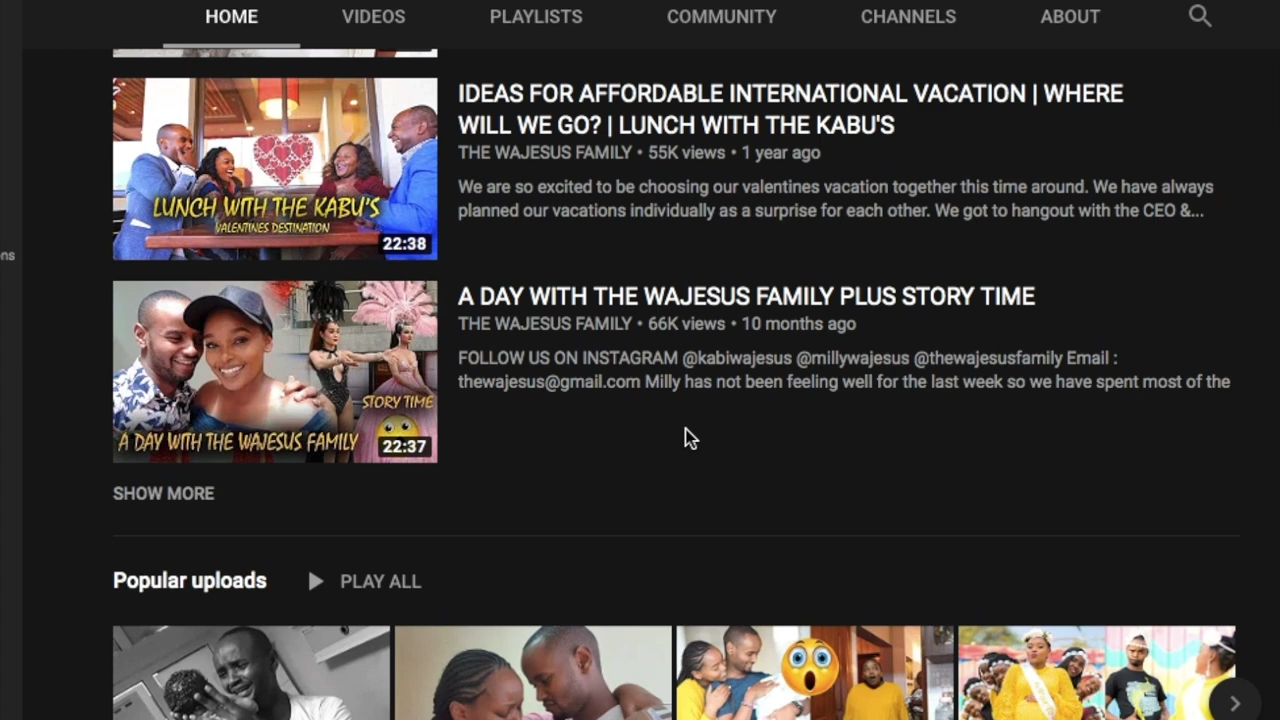 HOME VIDEOS PLAYLISTS COMMUNITY CHANNELS ABOUT
LUNCH WITH THE KABU'S
VALENTINES DESTINATION
22:38
IDEAS FOR AFFORDABLE INTERNATIONAL VACATION | WHERE
WILL WE GO? | LUNCH WITH THE KABU'S
THE WAJESUS FAMILY • 55K views • 1 year ago
We are so excited to be choosing our valentines vacation together this time around. We have always
planned our vacations individually as a surprise for each other. We got to hangout with the CEO &...
ns
STORY TIME
A DAY WITH THE WAJESUS FAMILY
22:37
A DAY WITH THE WAJESUS FAMILY PLUS STORY TIME
THE WAJESUS FAMILY • 66K views • 10 months ago
FOLLOW US ON INSTAGRAM @kabiwajesus @millywajesus @thewajesusfamily Email :
thewajesus@gmail.com Milly has not been feeling well for the last week so we have spent most of the
SHOW MORE
Popular uploads PLAY ALL